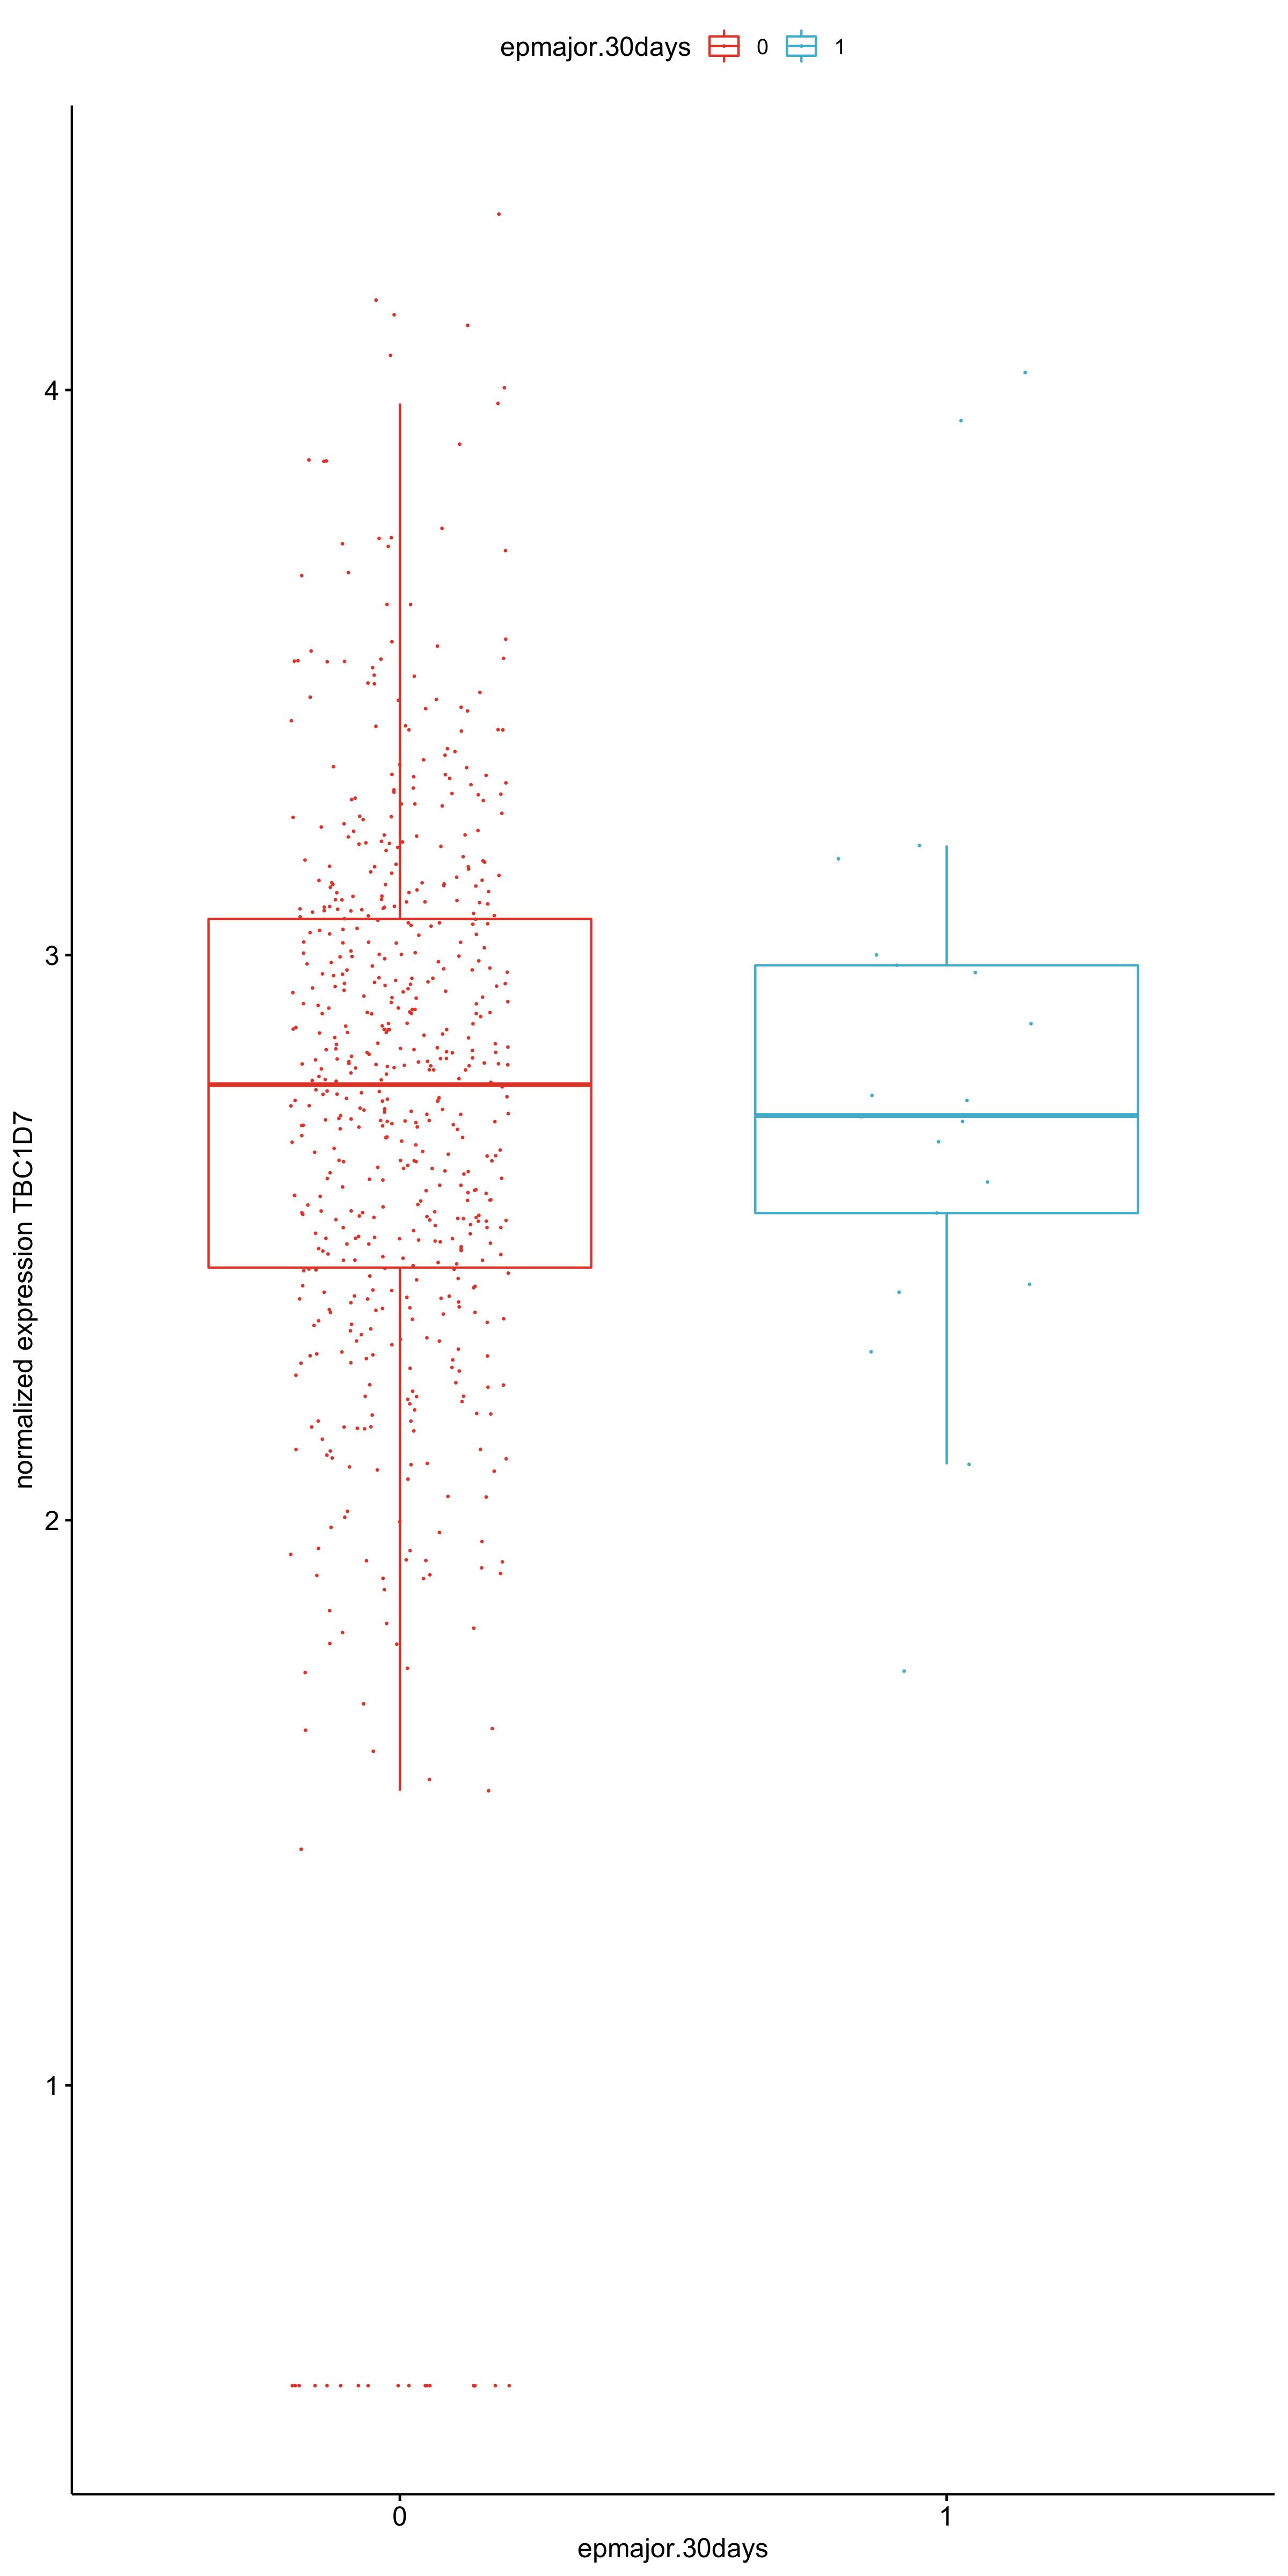 epmajor.30days 0 1
normalized expression TBC1D7
4
3
2
1
0 1
epmajor.30days